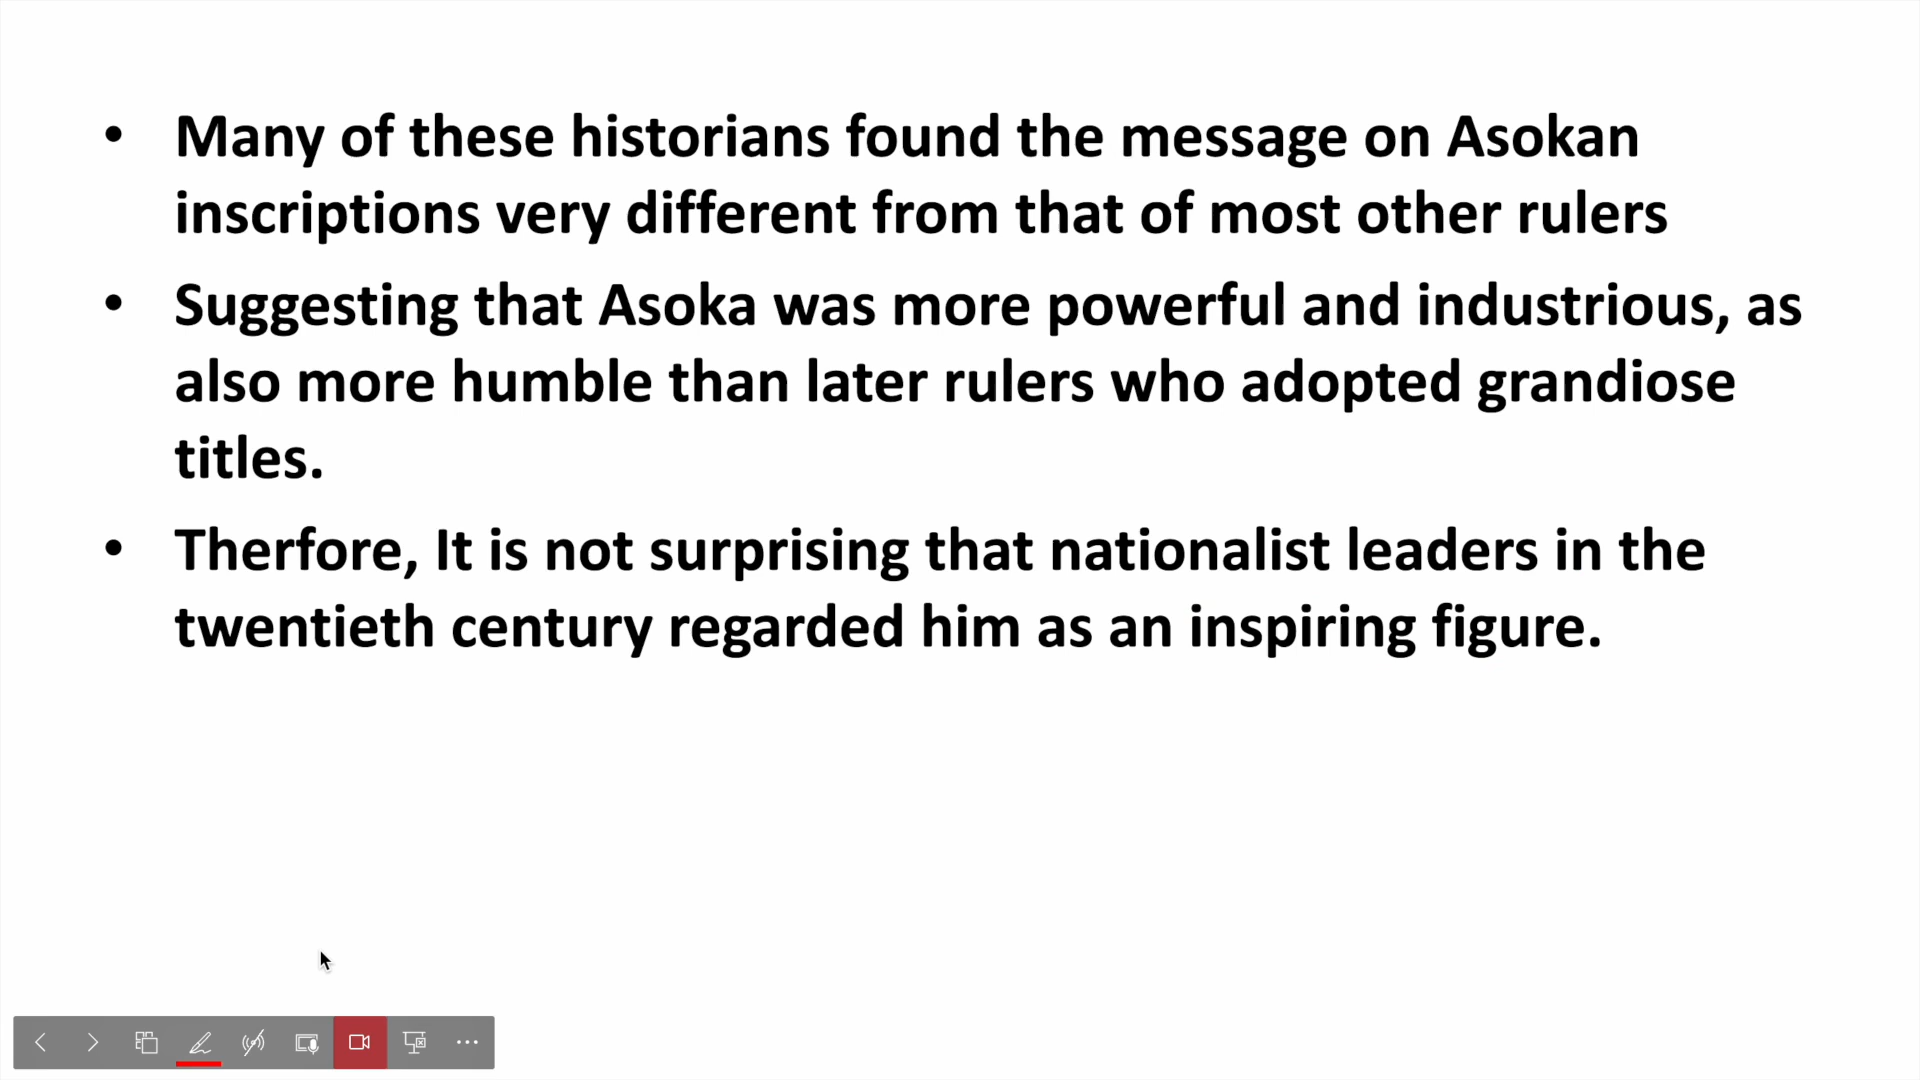 • Many of these historians found the message on Asokan
inscriptions very different from that of most other rulers
• Suggesting that Asoka was more powerful and industrious, as
also more humble than later rulers who adopted grandiose
titles.
• Therfore, It is not surprising that nationalist leaders in the
twentieth century regarded him as an inspiring figure.